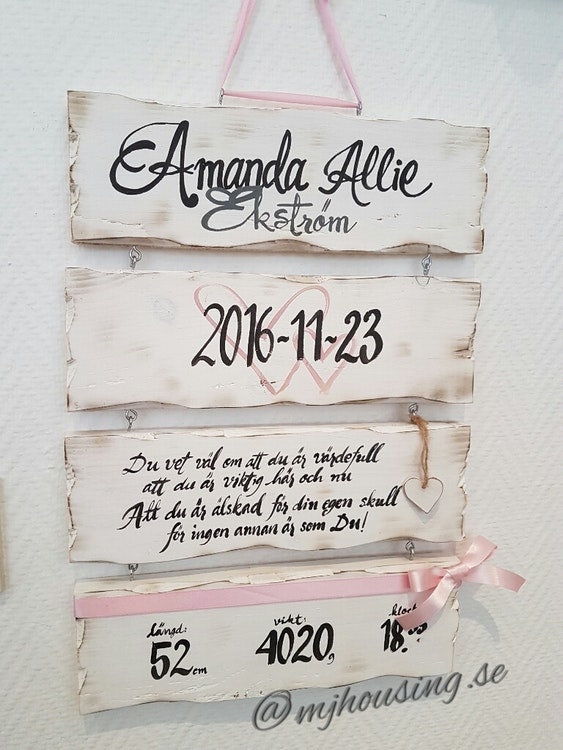 Amanda Allie
Ekström
2016-11-23
Du vet väl om att du är värdefull
att du är viktig här och nu
Att du är älskad för din egen skull
för ingen annan är som Du!
längd:
52 cm
vikt:
4020g
@mjhousing.se